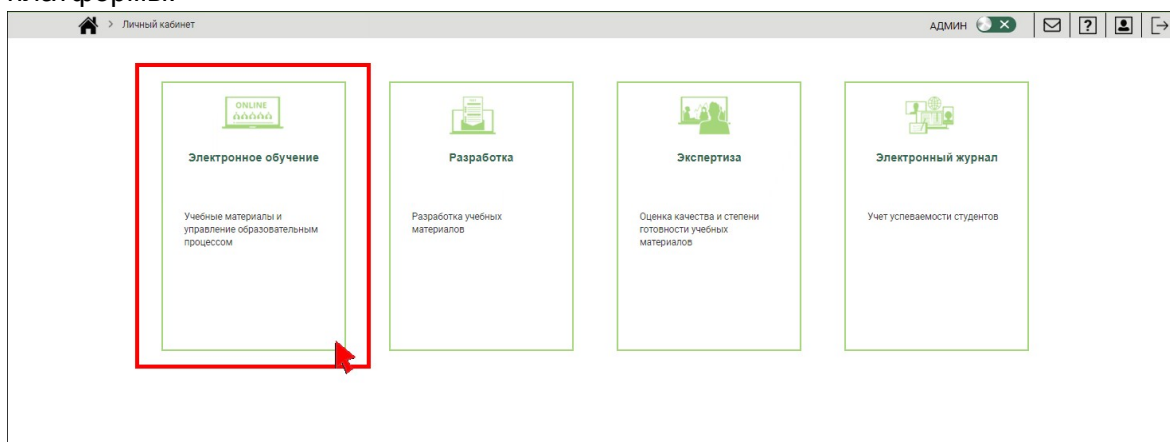 Личный кабинет
АДМИН
ONLINE
Электронное обучение
Учебные материалы и
управление образовательным
процессом
Разработка
Разработка учебных
материалов
Экспертиза
Оценка качества и степени
готовности учебных
материалов
Электронный журнал
Учет успеваемости студентов